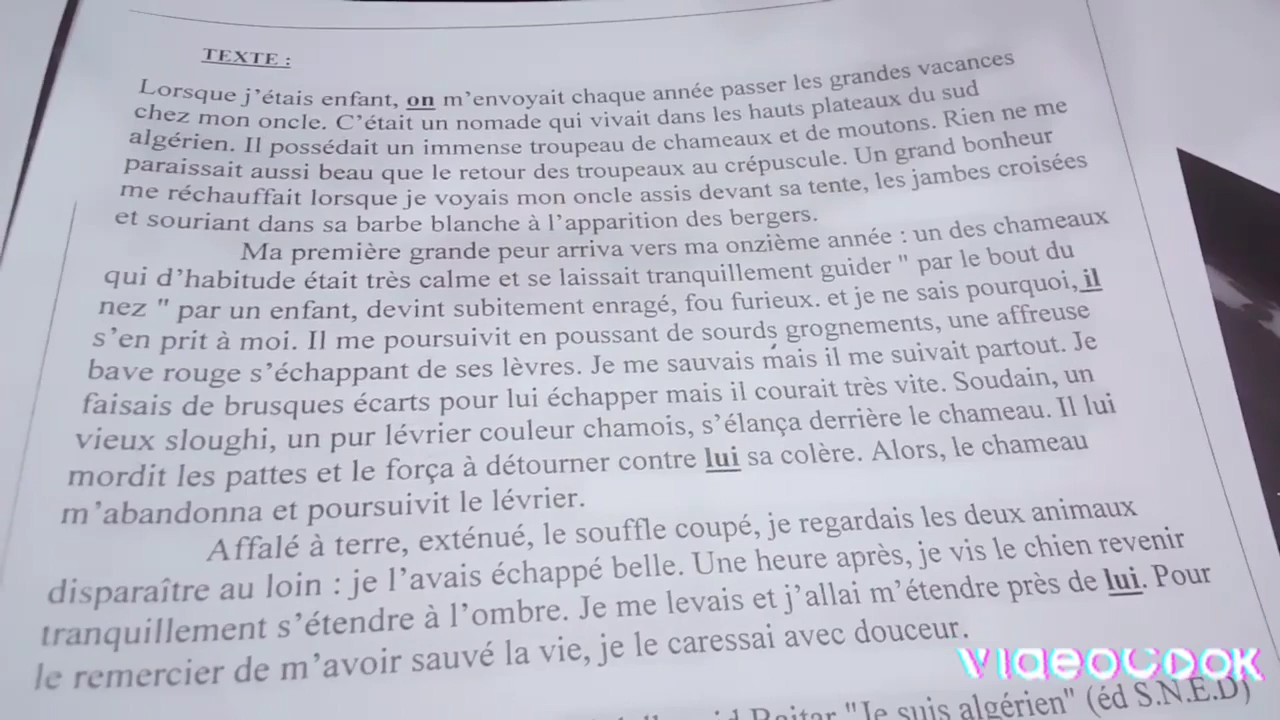 TEXTE :
Lorsque j'étais enfant, on m'envoyait chaque année passer les grandes vacances
chez mon oncle. C'était un nomade qui vivait dans les hauts plateaux du sud
algérien. Il possédait un immense troupeau de chameaux et de moutons. Rien ne me
paraissait aussi beau que le retour des troupeaux au crépuscule. Un grand bonheur
me réchauffait lorsque je voyais mon oncle assis devant sa tente, les jambes croisées
et souriant dans sa barbe blanche à l'apparition des bergers.
Ma première grande peur arriva vers ma onzième année : un des chameaux
qui d'habitude était très calme et se laissait tranquillement guider " par le bout du
nez " par un enfant, devint subitement enragé, fou furieux. et je ne sais pourquoi, il
s'en prit à moi. Il me poursuivit en poussant de sourds grognements, une affreuse
bave rouge s'échappant de ses lèvres. Je me sauvais mais il me suivait partout. Je
faisais de brusques écarts pour lui échapper mais il courait très vite. Soudain, un
vieux sloughi, un pur lévrier couleur chamois, s'élança derrière le chameau. Il lui
mordit les pattes et le força à détourner contre lui sa colère. Alors, le chameau
m'abandonna et poursuivit le lévrier.
Affalé à terre, exténué, le souffle coupé, je regardais les deux animaux
disparaître au loin : je l'avais échappé belle. Une heure après, je vis le chien revenir
tranquillement s'étendre à l'ombre. Je me levais et j'allai m'étendre près de lui. Pour
le remercier de m'avoir sauvé la vie, je le caressai avec douceur.
"Je suis algérien" (éd S.N.E.D)
VIDEOCOOK